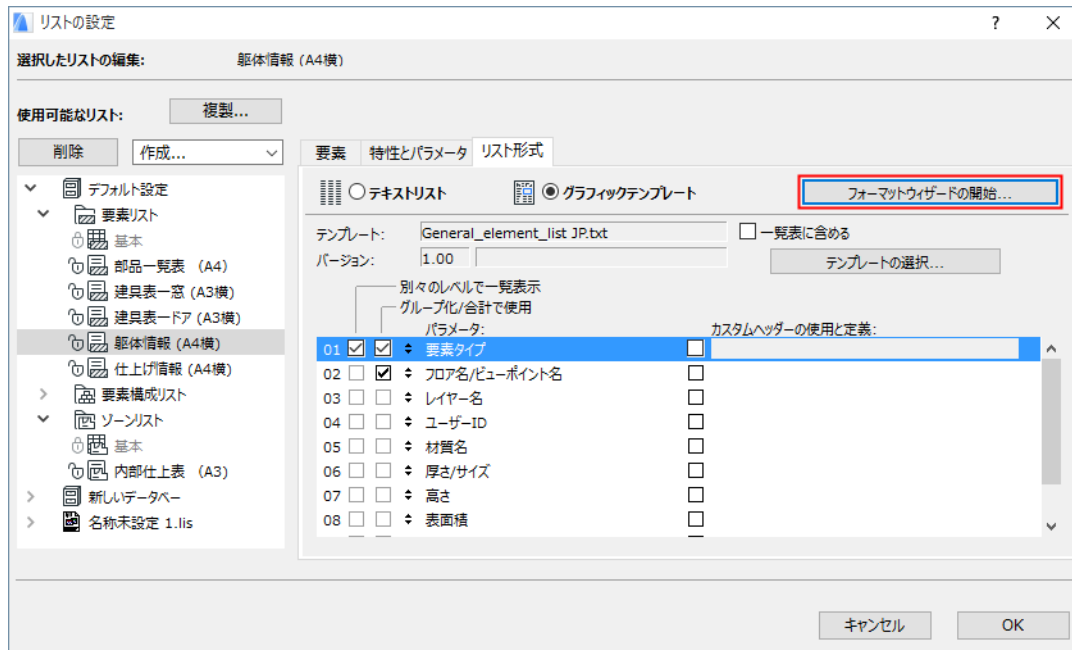 リストの設定 ?
選択したリストの編集: 躯体情報 (A4横)
使用可能なリスト: 複製...
削除 作成...
デフォルト設定
要素リスト
基本
部品一覧表 (A4)
建具表ー窓 (A3横)
建具表ードア (A3横)
躯体情報 (A4横)
仕上げ情報 (A4横)
要素構成リスト
ゾーンリスト
基本
内部仕上表 (A3)
新しいデータベー
名称未設定 1.lis
要素 特性とパラメータ リスト形式
テキストリスト グラフィックテンプレート フォーマットウィザードの開始...
テンプレート: General_element_list JP.txt 一覧表に含める
バージョン: 1.00 テンプレートの選択...
別々のレベルで一覧表示
グループ化/合計で使用
パラメータ: カスタムヘッダーの使用と定義:
01 要素タイプ
02 フロア名/ビューポイント名
03 レイヤー名
04 ユーザーID
05 材質名
06 厚さ/サイズ
07 高さ
08 表面積
キャンセル OK